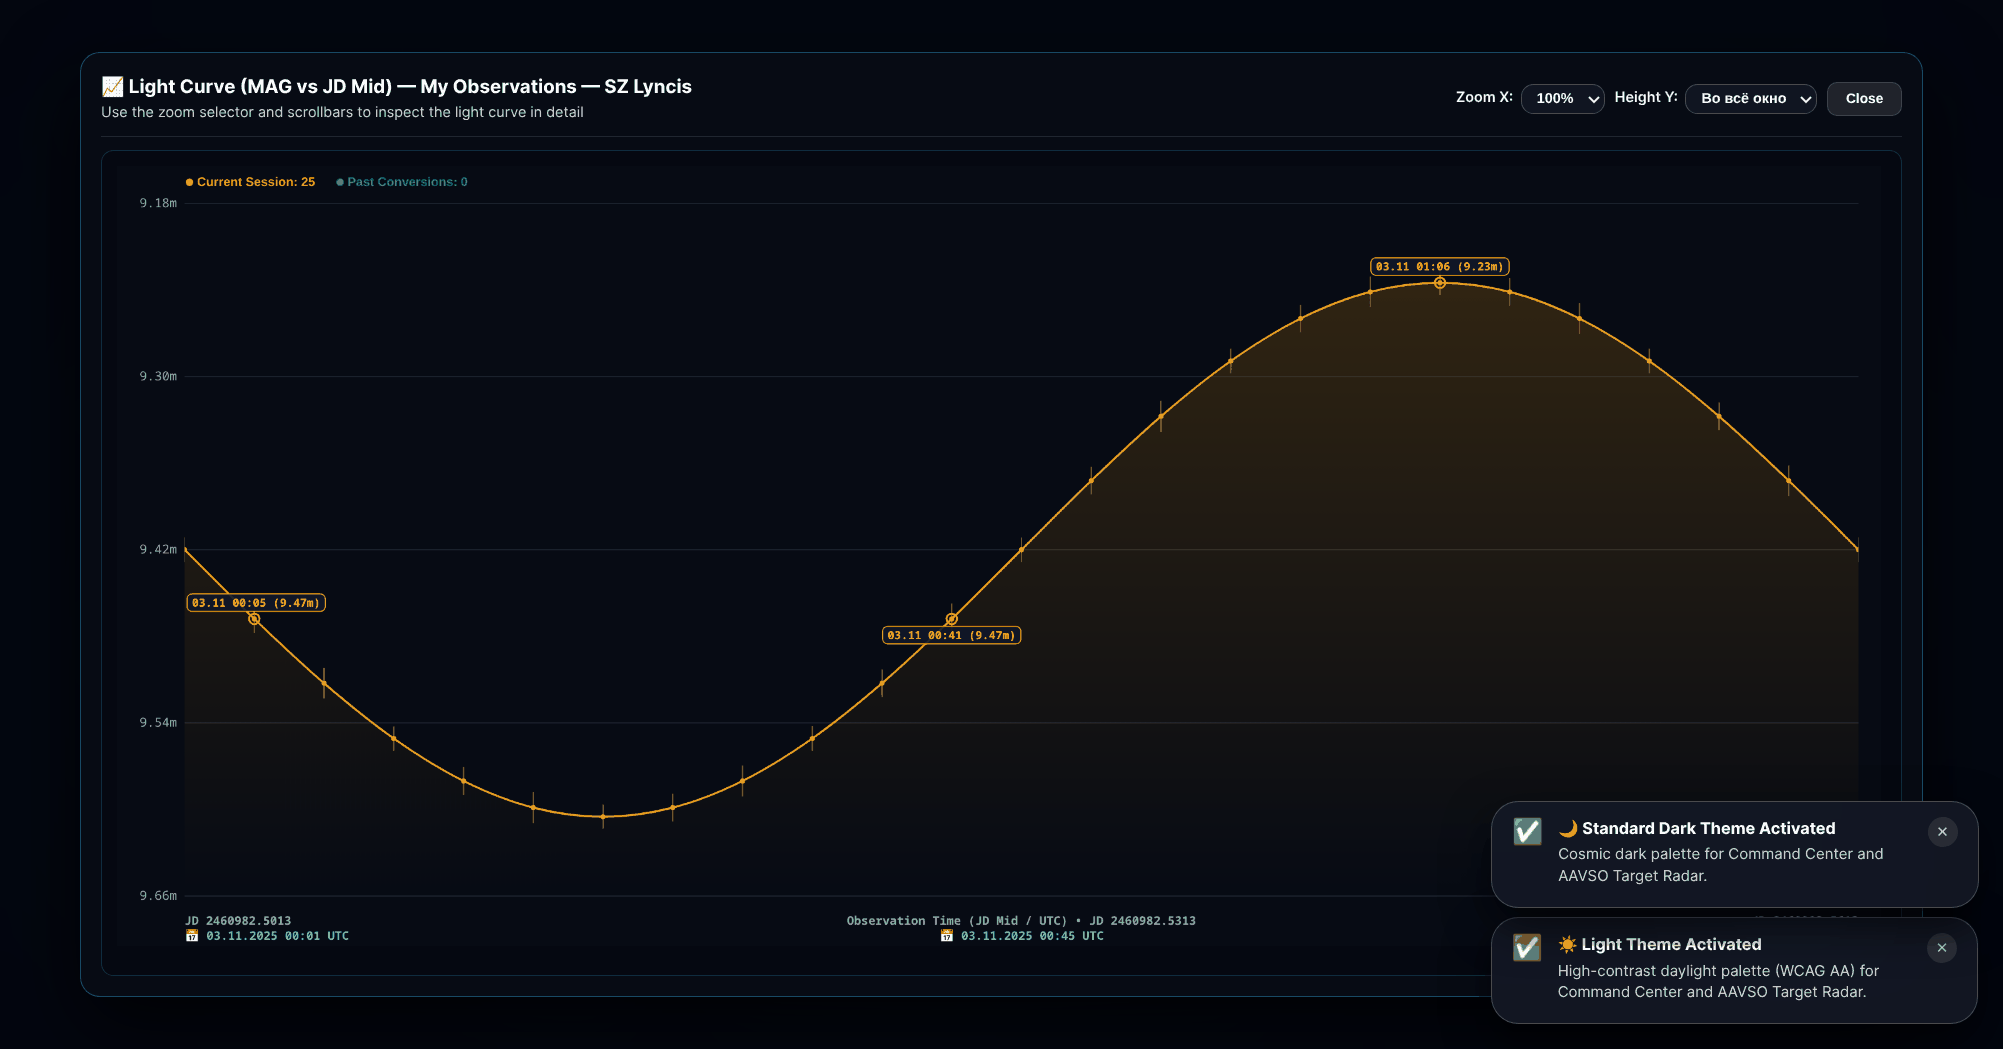 📈 Light Curve (MAG vs JD Mid) — My Observations — SZ Lyncis
Use the zoom selector and scrollbars to inspect the light curve in detail
Zoom X: 100% Height Y: Во всё окно Close
Current Session: 25 Past Conversions: 0
9.18m
03.11 01:06 (9.23m)
9.30m
9.42m
03.11 00:05 (9.47m)
03.11 00:41 (9.47m)
9.54m
9.66m
JD 2460982.5013
📅 03.11.2025 00:01 UTC
Observation Time (JD Mid / UTC) • JD 2460982.5313
📅 03.11.2025 00:45 UTC
✅ 🌙 Standard Dark Theme Activated ×
Cosmic dark palette for Command Center and
AAVSO Target Radar.
✅ ☀️ Light Theme Activated ×
High-contrast daylight palette (WCAG AA) for
Command Center and AAVSO Target Radar.